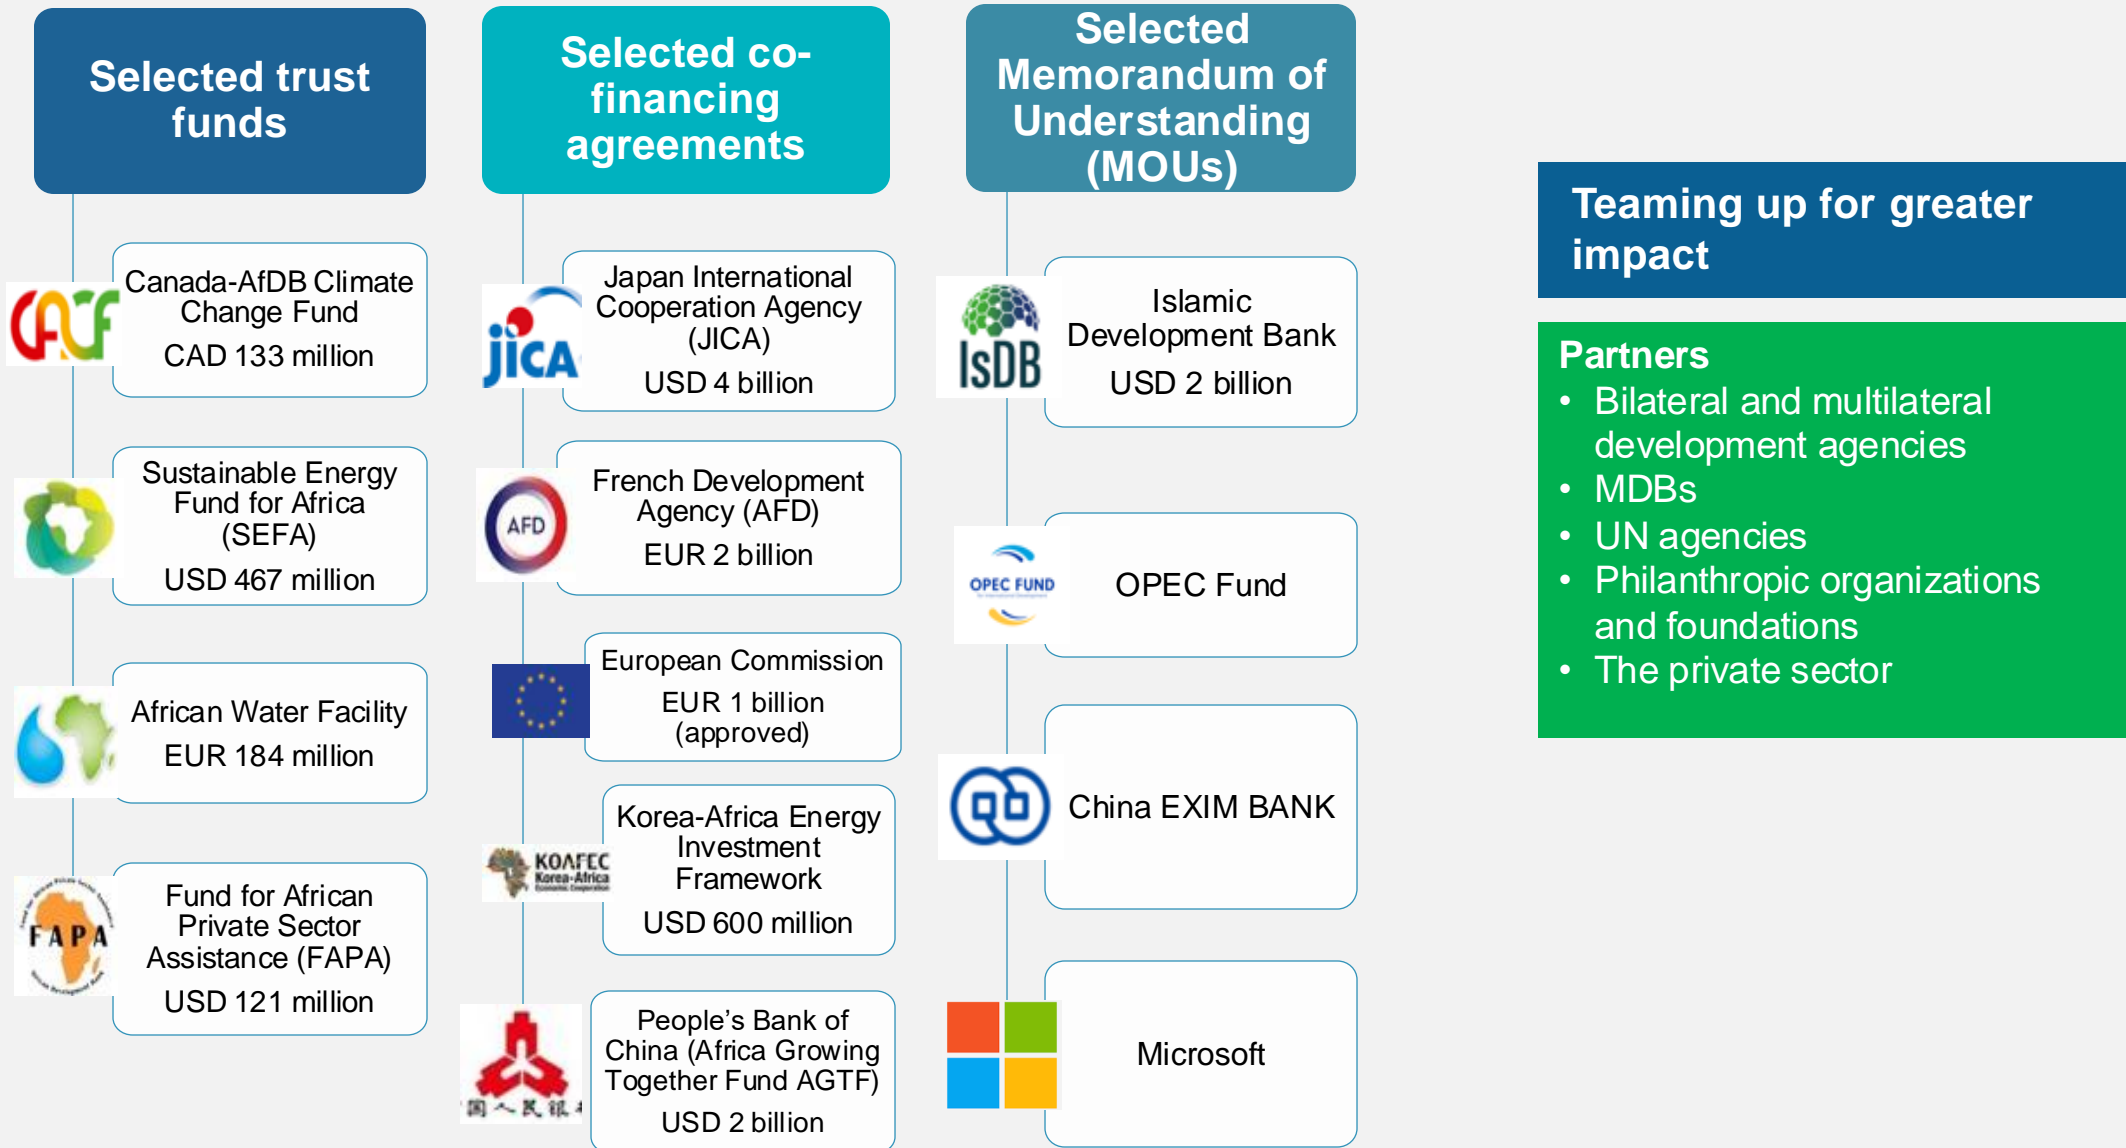 Selected trust
funds
Canada-AfDB Climate
Change Fund
CAD 133 million
Sustainable Energy
Fund for Africa
(SEFA)
USD 467 million
African Water Facility
EUR 184 million
FAPA
Fund for African
Private Sector
Assistance (FAPA)
USD 121 million
Selected co-
financing
agreements
jica
Japan International
Cooperation Agency
(JICA)
USD 4 billion
AFD
French Development
Agency (AFD)
EUR 2 billion
European Commission
EUR 1 billion
(approved)
KOAFEC
Korea-Africa
Economic Cooperation
Korea-Africa Energy
Investment
Framework
USD 600 million
People’s Bank of
China (Africa Growing
Together Fund AGTF)
USD 2 billion
Selected
Memorandum of
Understanding
(MOUs)
IsDB
Islamic
Development Bank
USD 2 billion
OPEC FUND
OPEC Fund
China EXIM BANK
Microsoft
Teaming up for greater
impact
Partners
• Bilateral and multilateral
development agencies
• MDBs
• UN agencies
• Philanthropic organizations
and foundations
• The private sector